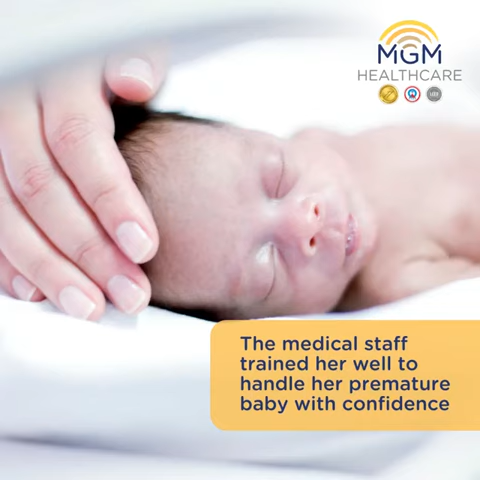 MGM
HEALTHCARE
The medical staff
trained her well to
handle her premature
baby with confidence